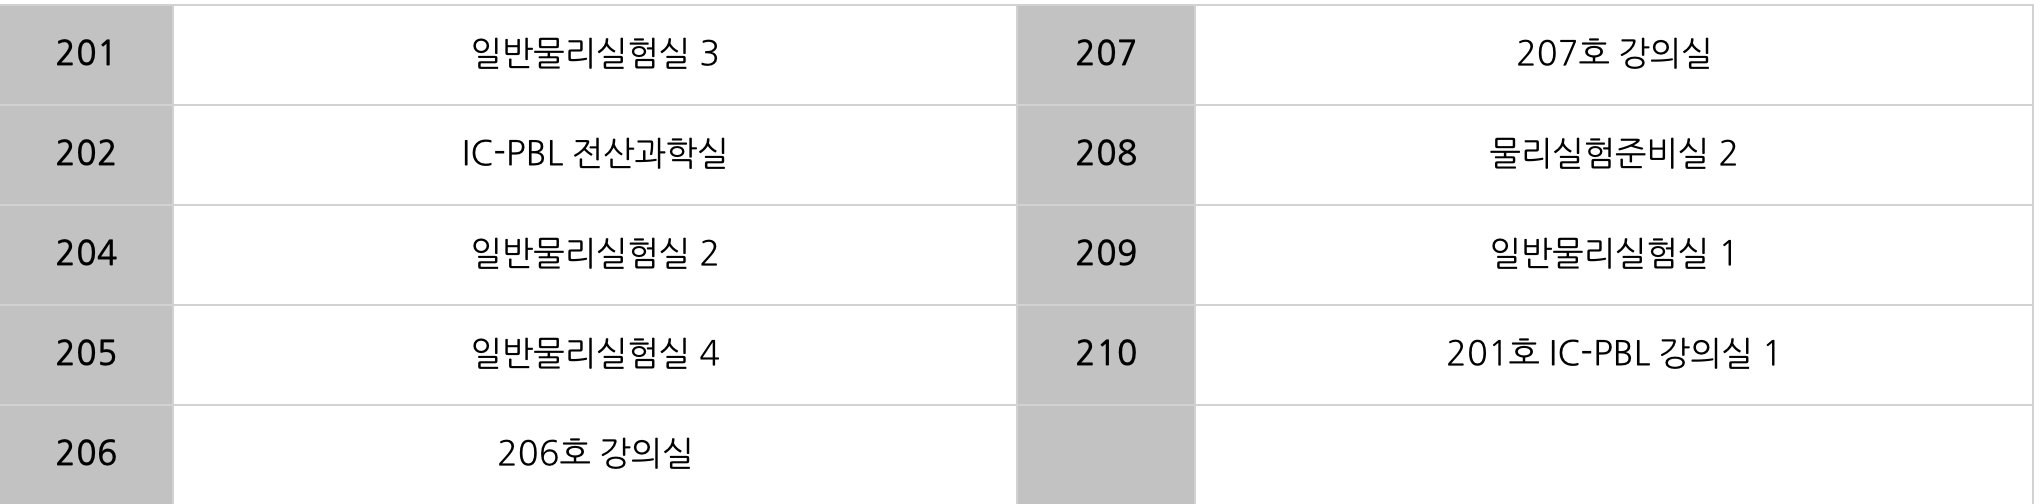 201 일반물리실험실 3 207 207호 강의실
202 IC-PBL 전산과학실 208 물리실험준비실 2
204 일반물리실험실 2 209 일반물리실험실 1
205 일반물리실험실 4 210 201호 IC-PBL 강의실 1
206 206호 강의실